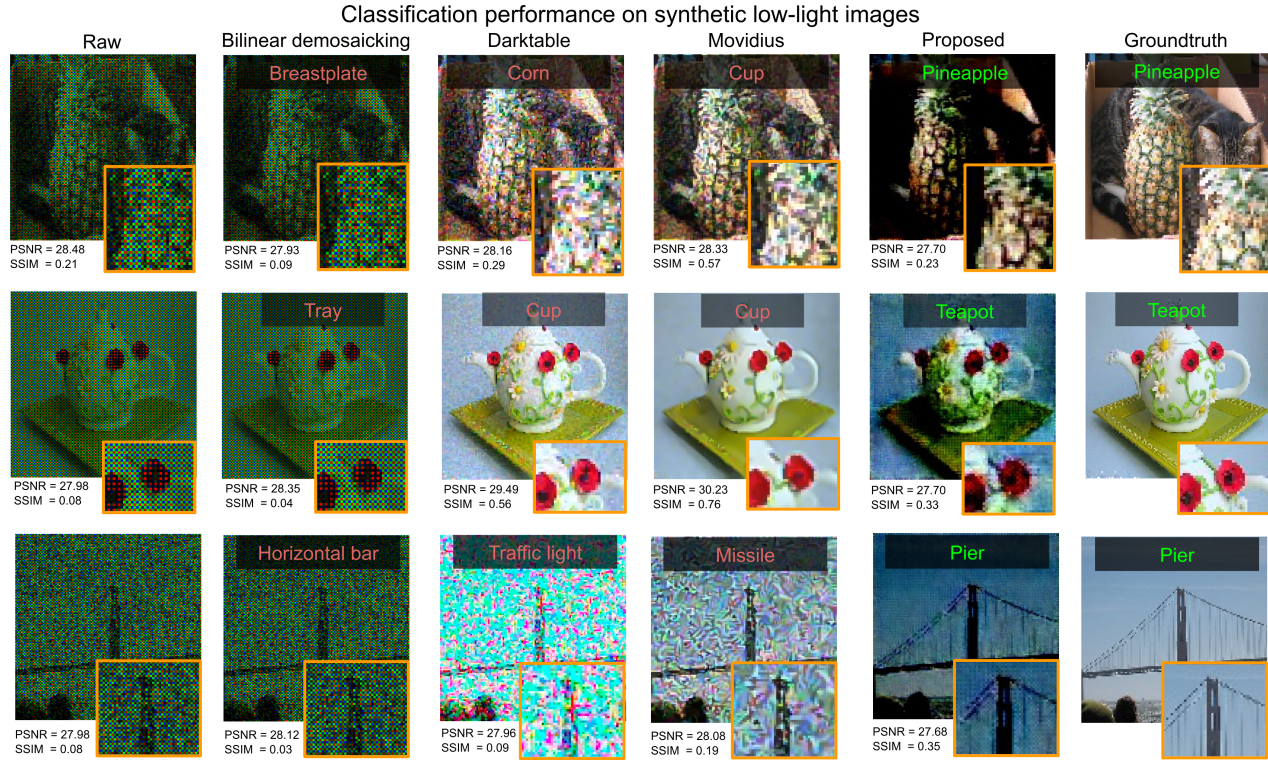 Classification performance on synthetic low-light images
Raw
Bilinear demosaicking
Darktable
Movidius
Proposed
Groundtruth
Breastplate
Corn
Cup
Pineapple
Pineapple
PSNR = 28.48
SSIM = 0.21
PSNR = 27.93
SSIM = 0.09
PSNR = 28.16
SSIM = 0.29
PSNR = 28.33
SSIM = 0.57
PSNR = 27.70
SSIM = 0.23
Tray
Cup
Cup
Teapot
Teapot
PSNR = 27.98
SSIM = 0.08
PSNR = 28.35
SSIM = 0.04
PSNR = 29.49
SSIM = 0.56
PSNR = 30.23
SSIM = 0.76
PSNR = 27.70
SSIM = 0.33
Horizontal bar
Traffic light
Missile
Pier
Pier
PSNR = 27.98
SSIM = 0.08
PSNR = 28.12
SSIM = 0.03
PSNR = 27.96
SSIM = 0.09
PSNR = 28.08
SSIM = 0.19
PSNR = 27.68
SSIM = 0.35